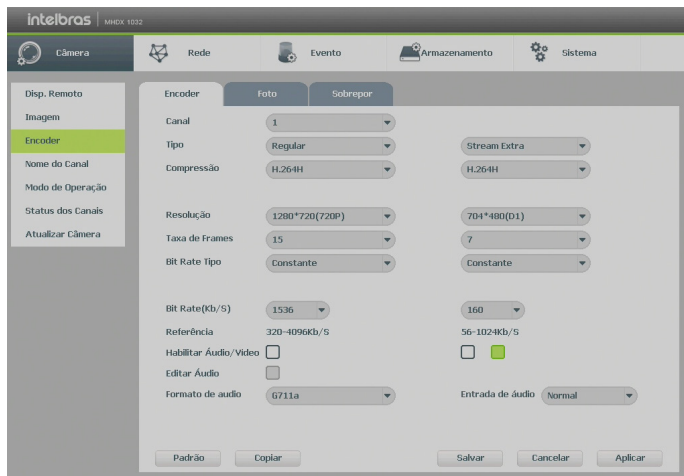 intelbras | MHDX 1032
Câmera Rede Evento Armazenamento Sistema
Disp. Remoto
Imagem
Encoder
Nome do Canal
Modo de Operação
Status dos Canais
Atualizar Câmera
Encoder Foto Sobrepor
Canal 1
Tipo Regular Stream Extra
Compressão H.264H H.264H
Resolução 1280*720(720P) 704*480(D1)
Taxa de Frames 15 7
Bit Rate Tipo Constante Constante
Bit Rate(Kb/S) 1536 160
Referência 320-4096Kb/S 56-1024Kb/S
Habilitar Áudio/Video
Editar Áudio
Formato de audio G711a Entrada de áudio Normal
Padrão Copiar Salvar Cancelar Aplicar